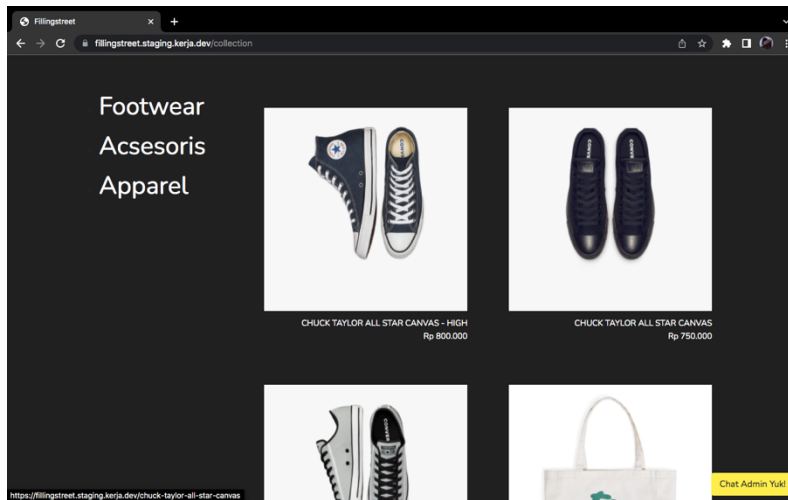 Fillingstreet
fillingstreet.staging.kerja.dev/collection
Footwear
Acsesoris
Apparel
CONVERSE
CHUCK TAYLOR ALL STAR CANVAS - HIGH
Rp 800.000
CHUCK TAYLOR ALL STAR CANVAS
Rp 750.000
Chat Admin Yuk!
https://fillingstreet.staging.kerja.dev/chuck-taylor-all-star-canvas